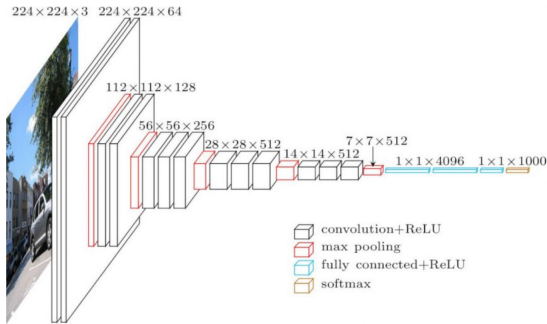 224×224×3 224×224×64
112×112×128
56×56×256
28×28×512
14×14×512
7×7×512
1×1×4096 1×1×1000
convolution+ReLU
max pooling
fully connected+ReLU
softmax